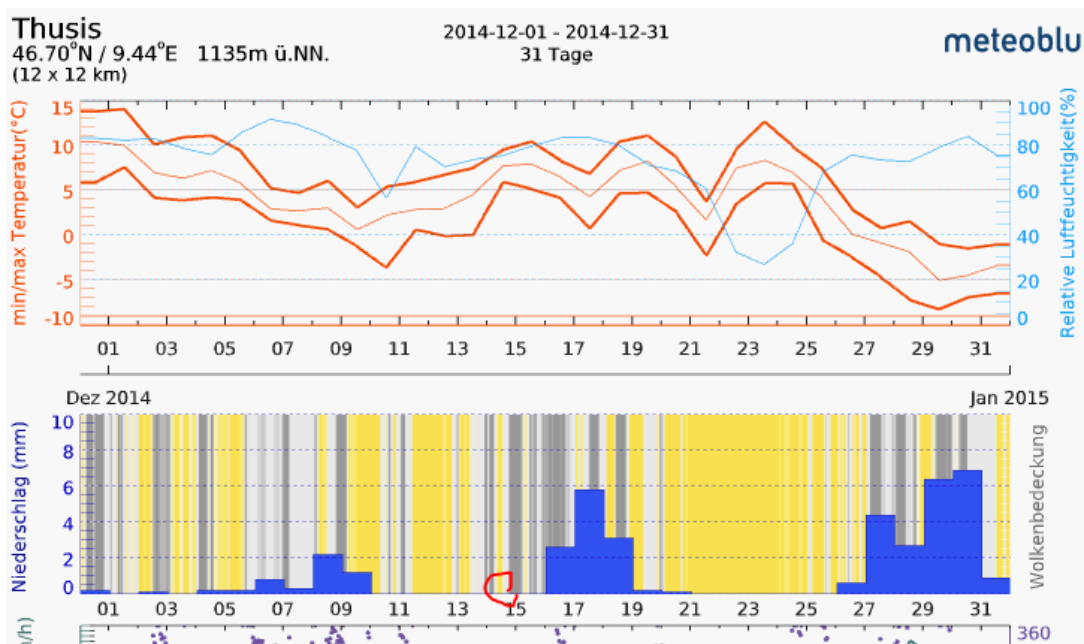 Thusis
2014-12-01 - 2014-12-31
meteoblu
46.70°N / 9.44°E 1135m ü.NN.
31 Tage
(12 x 12 km)
min/max Temperatur(°C)
15
10
5
0
-5
-10
100
80
60
40
20
0
Relative Luftfeuchtigkeit(%)
01 03 05 07 09 11 13 15 17 19 21 23 25 27 29 31
Dez 2014
Jan 2015
Niederschlag (mm)
10
8
6
4
2
0
Wolkenbedeckung
01 03 05 07 09 11 13 15 17 19 21 23 25 27 29 31
/h)
360